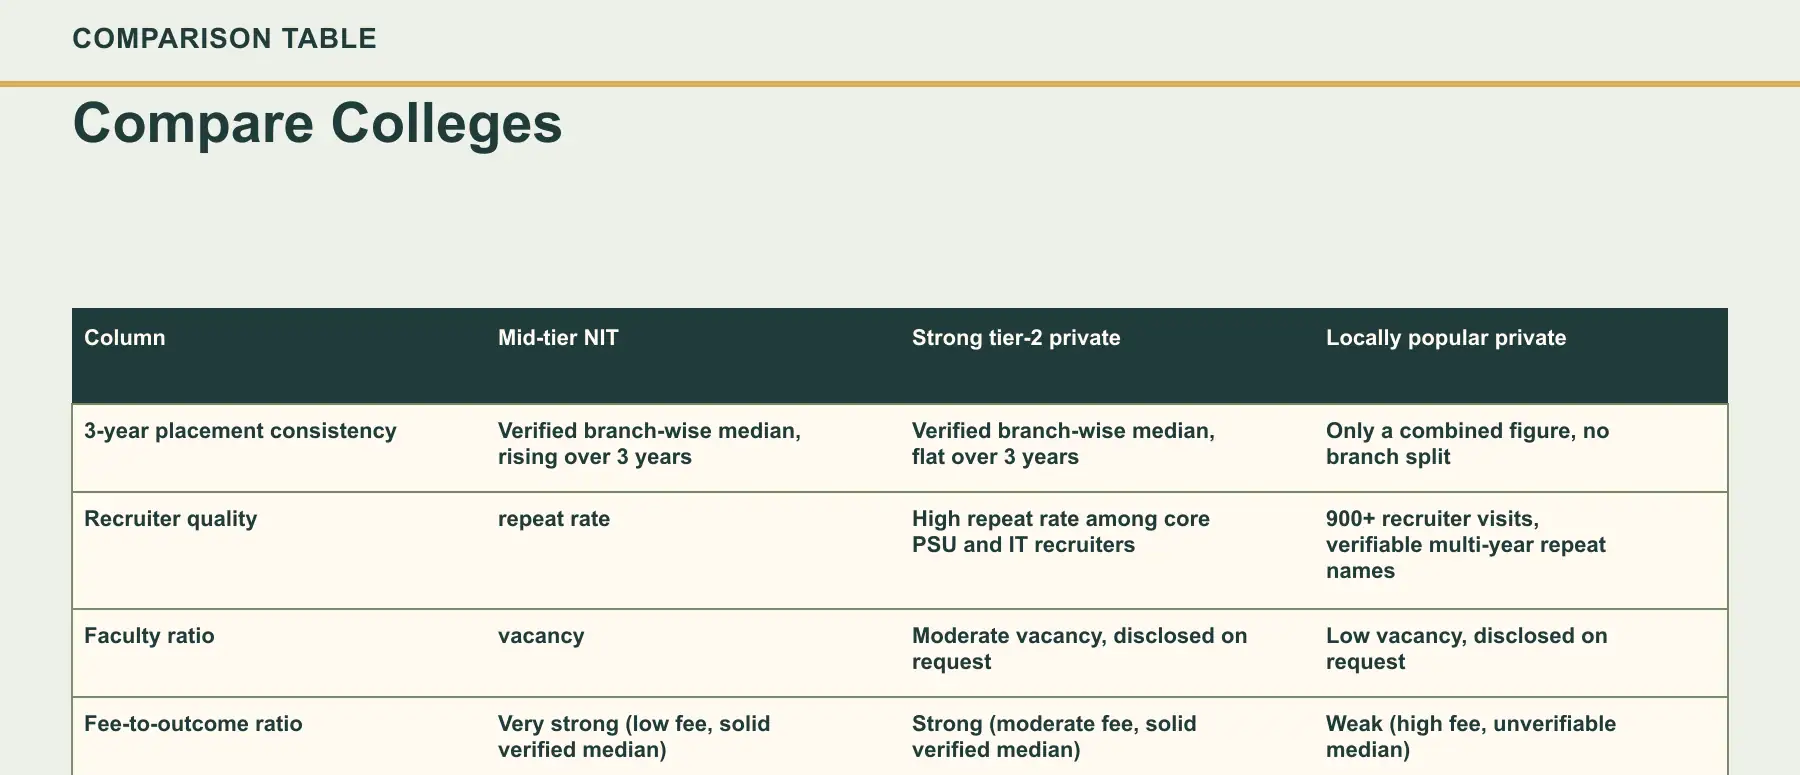 COMPARISON TABLE
Compare Colleges
Column Mid-tier NIT Strong tier-2 private Locally popular private
3-year placement consistency Verified branch-wise median, Verified branch-wise median, Only a combined figure, no
rising over 3 years flat over 3 years branch split
Recruiter quality repeat rate High repeat rate among core 900+ recruiter visits,
PSU and IT recruiters verifiable multi-year repeat
names
Faculty ratio vacancy Moderate vacancy, disclosed on Low vacancy, disclosed on
request request
Fee-to-outcome ratio Very strong (low fee, solid Strong (moderate fee, solid Weak (high fee, unverifiable
verified median) verified median) median)